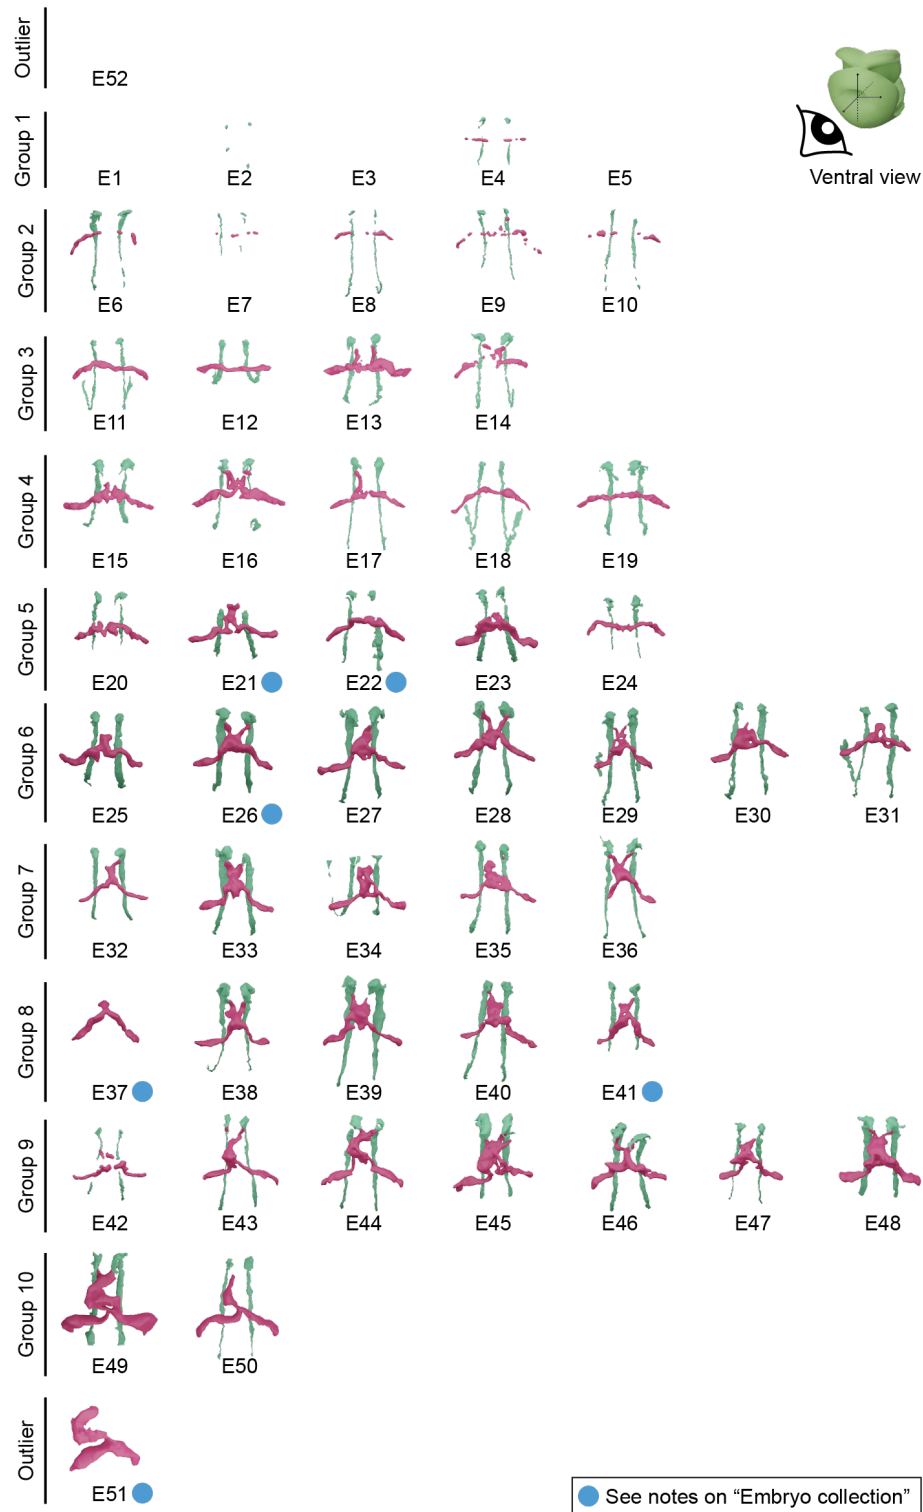 Outlier
E52
Ventral view
Group 1
E1 E2 E3 E4 E5
Group 2
E6 E7 E8 E9 E10
Group 3
E11 E12 E13 E14
Group 4
E15 E16 E17 E18 E19
Group 5
E20 E21 E22 E23 E24
Group 6
E25 E26 E27 E28 E29 E30 E31
Group 7
E32 E33 E34 E35 E36
Group 8
E37 E38 E39 E40 E41
Group 9
E42 E43 E44 E45 E46 E47 E48
Group 10
E49 E50
Outlier
E51
See notes on “Embryo collection”